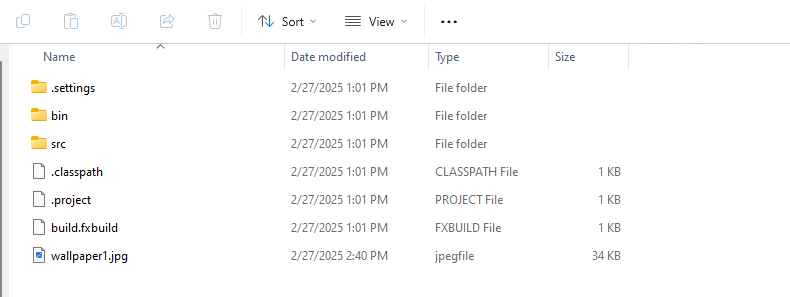 Sort View
Name Date modified Type Size
.settings 2/27/2025 1:01 PM File folder
bin 2/27/2025 1:01 PM File folder
src 2/27/2025 1:01 PM File folder
.classpath 2/27/2025 1:01 PM CLASSPATH File 1 KB
.project 2/27/2025 1:01 PM PROJECT File 1 KB
build.fxbuild 2/27/2025 1:01 PM FXBUILD File 1 KB
wallpaper1.jpg 2/27/2025 2:40 PM jpegfile 34 KB